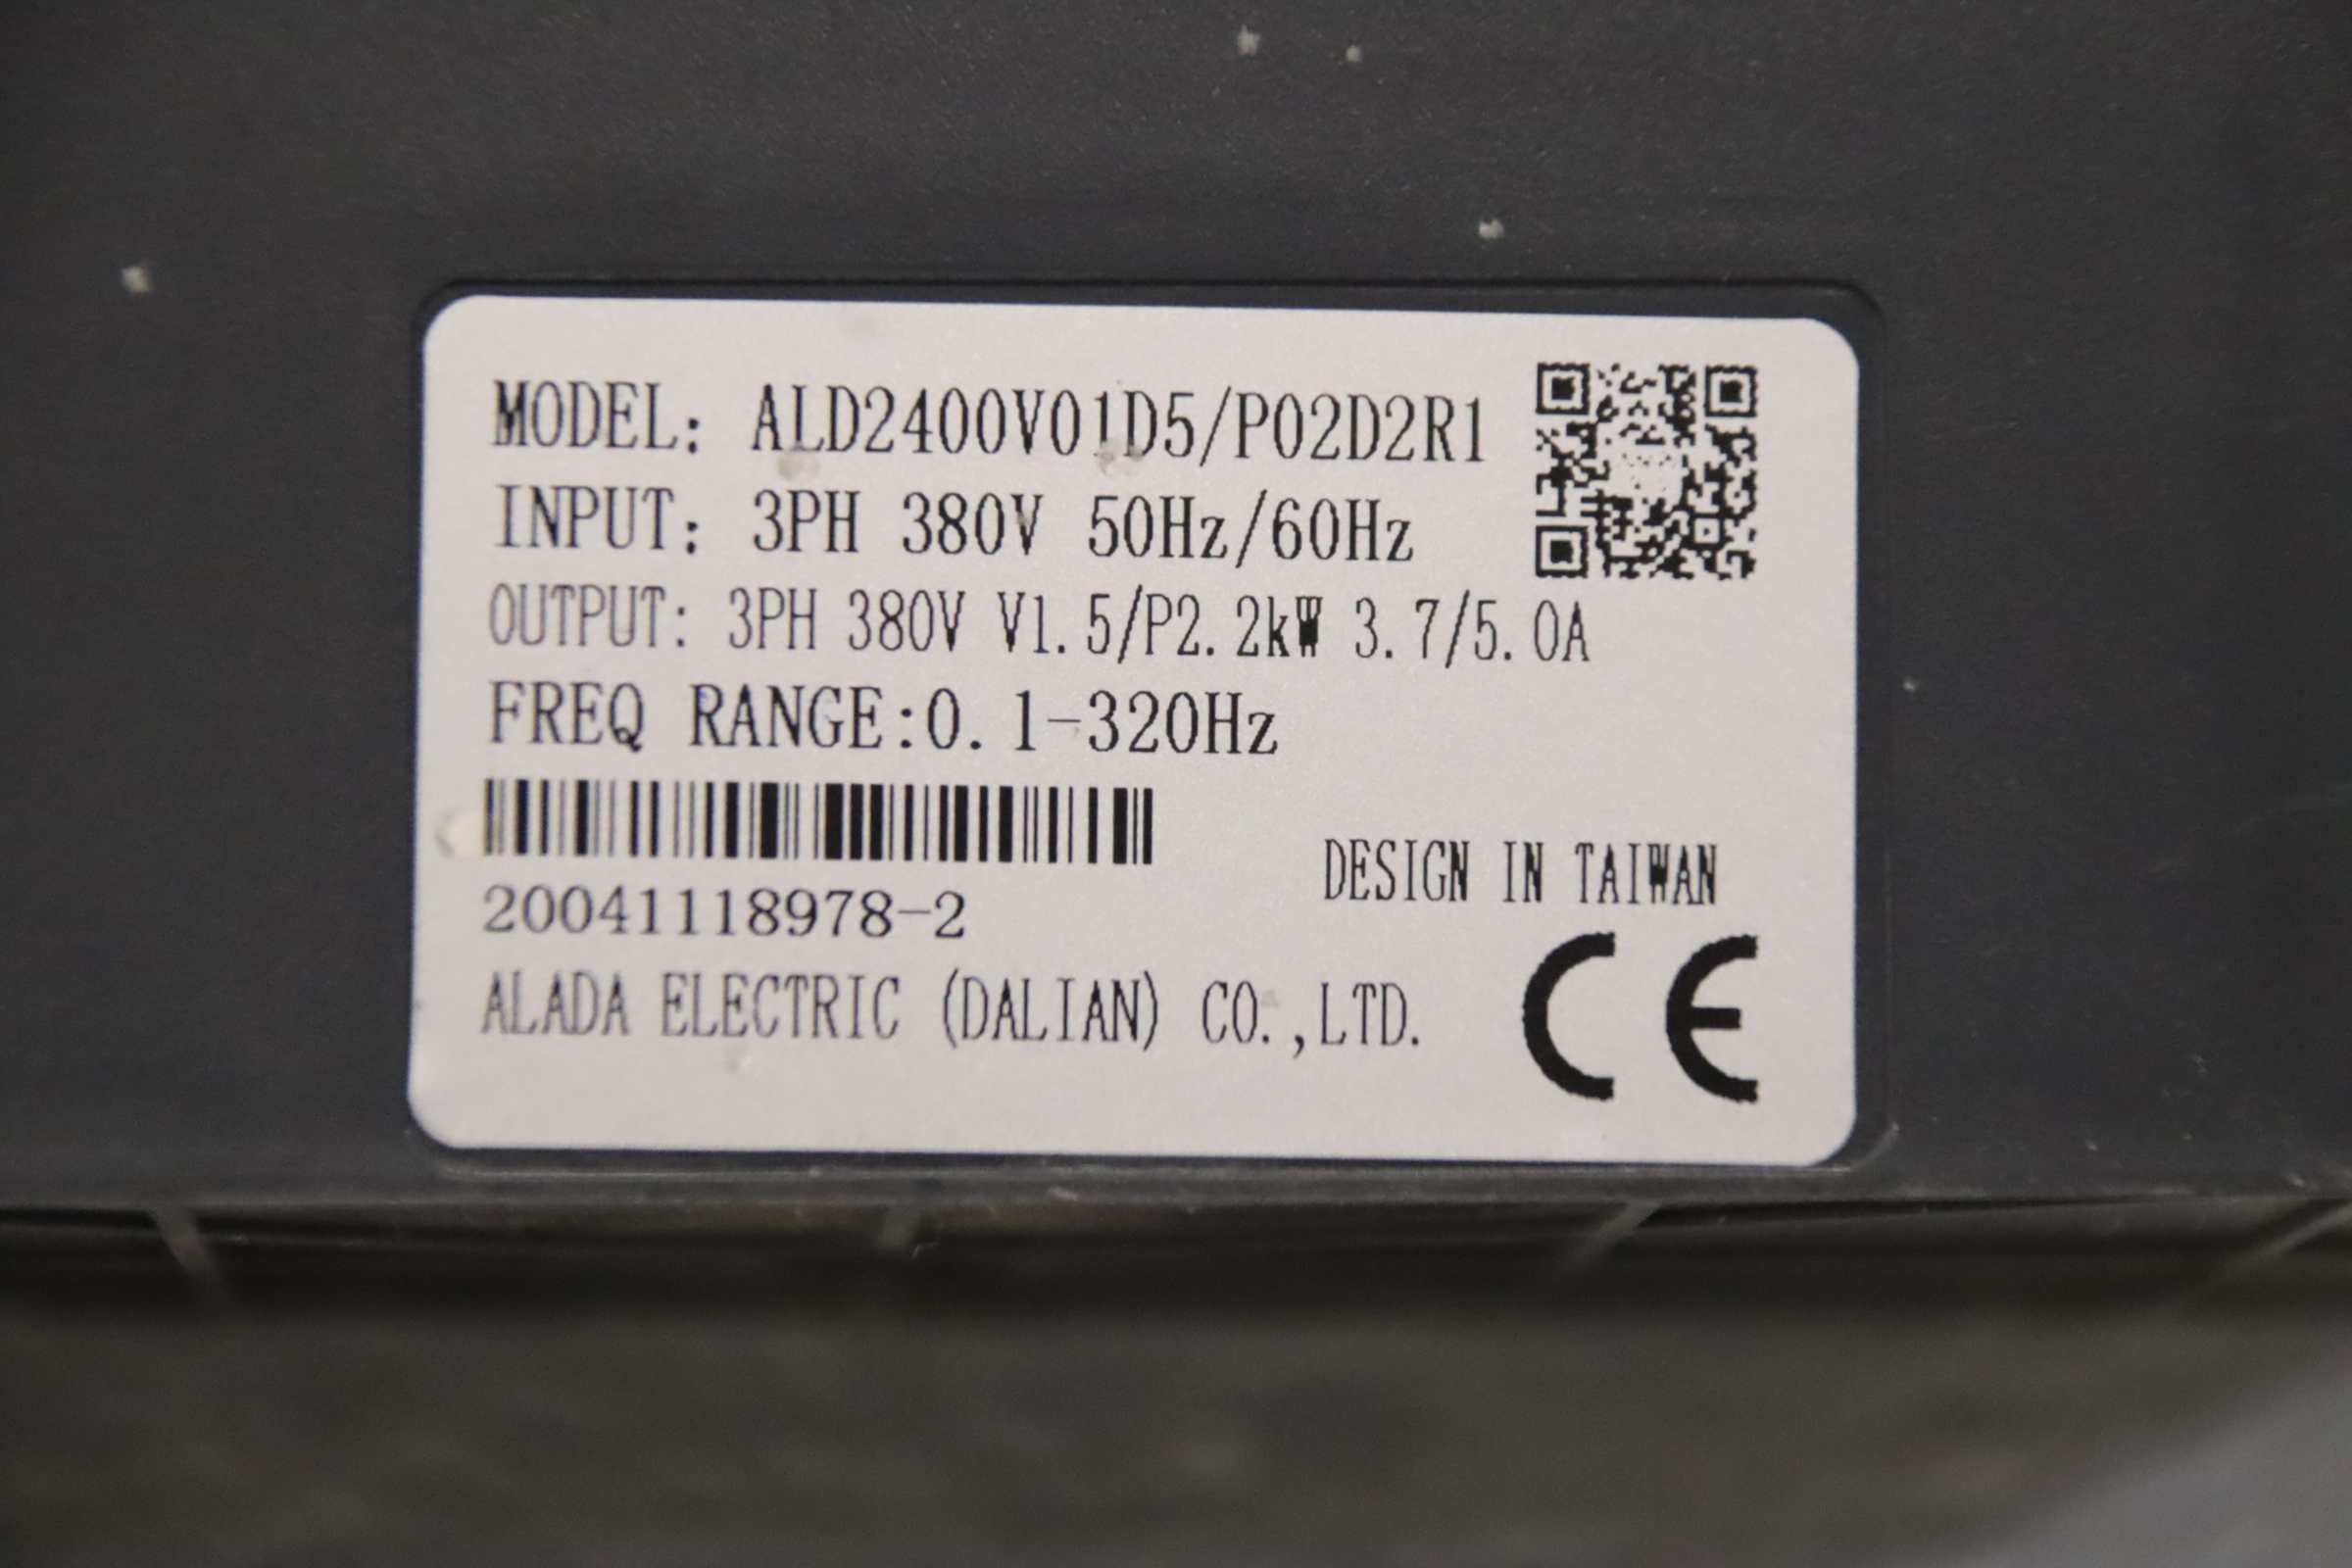 MODEL: ALD2400V01D5/P02D2R1
INPUT: 3PH 380V 50Hz/60Hz
OUTPUT: 3PH 380V V1.5/P2.2kW 3.7/5.0A
FREQ RANGE:0.1-320Hz
20041118978-2
DESIGN IN TAIWAN
ALADA ELECTRIC (DALIAN) CO.,LTD.
CE